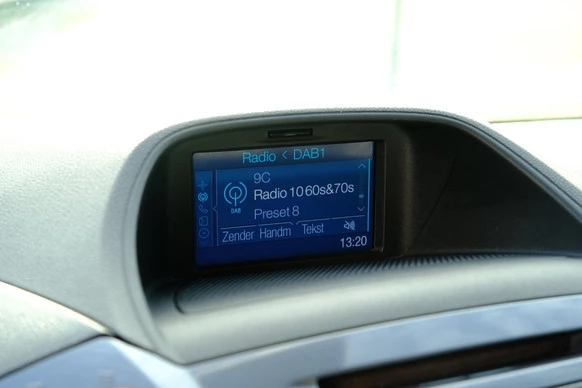 Radio < DAB1
9C
Radio 10 60s&70s
DAB
Preset 8
Zender Handm Tekst
13:20